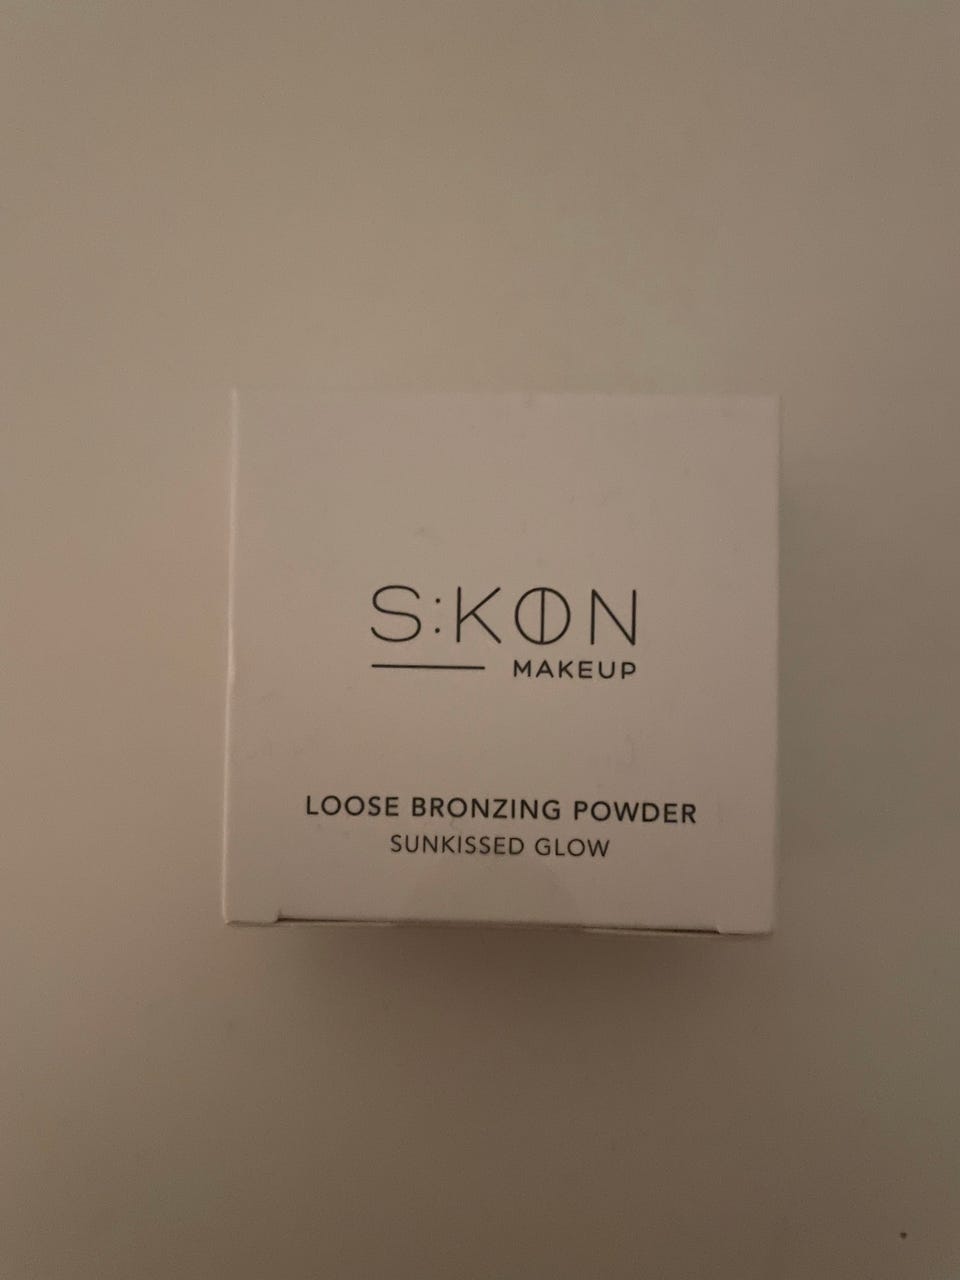 S:KIN
MAKEUP
LOOSE BRONZING POWDER
SUNKISSED GLOW